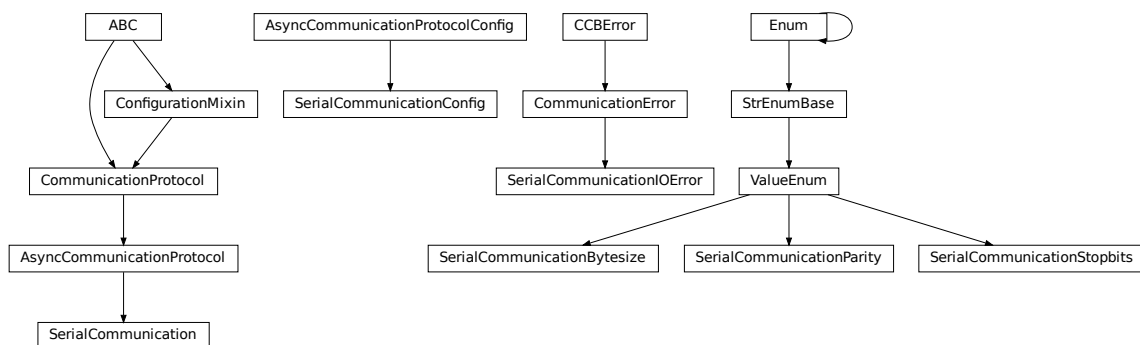 ABC
AsyncCommunicationProtocolConfig
CCBError
Enum
ConfigurationMixin
SerialCommunicationConfig
CommunicationError
StrEnumBase
CommunicationProtocol
SerialCommunicationIOError
ValueEnum
AsyncCommunicationProtocol
SerialCommunicationBytesize
SerialCommunicationParity
SerialCommunicationStopbits
SerialCommunication